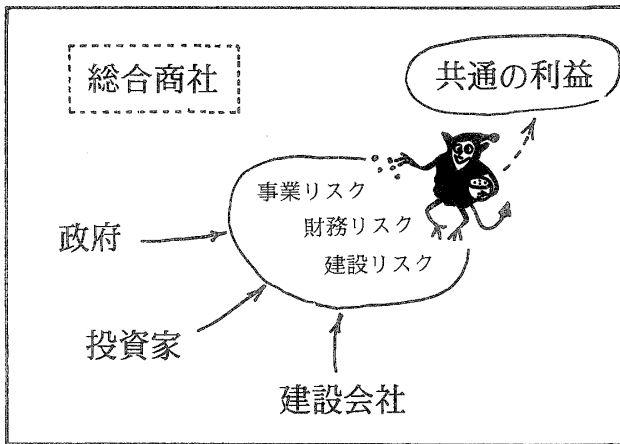 総合商社
共通の利益
事業リスク
財務リスク
建設リスク
政府
投資家
建設会社